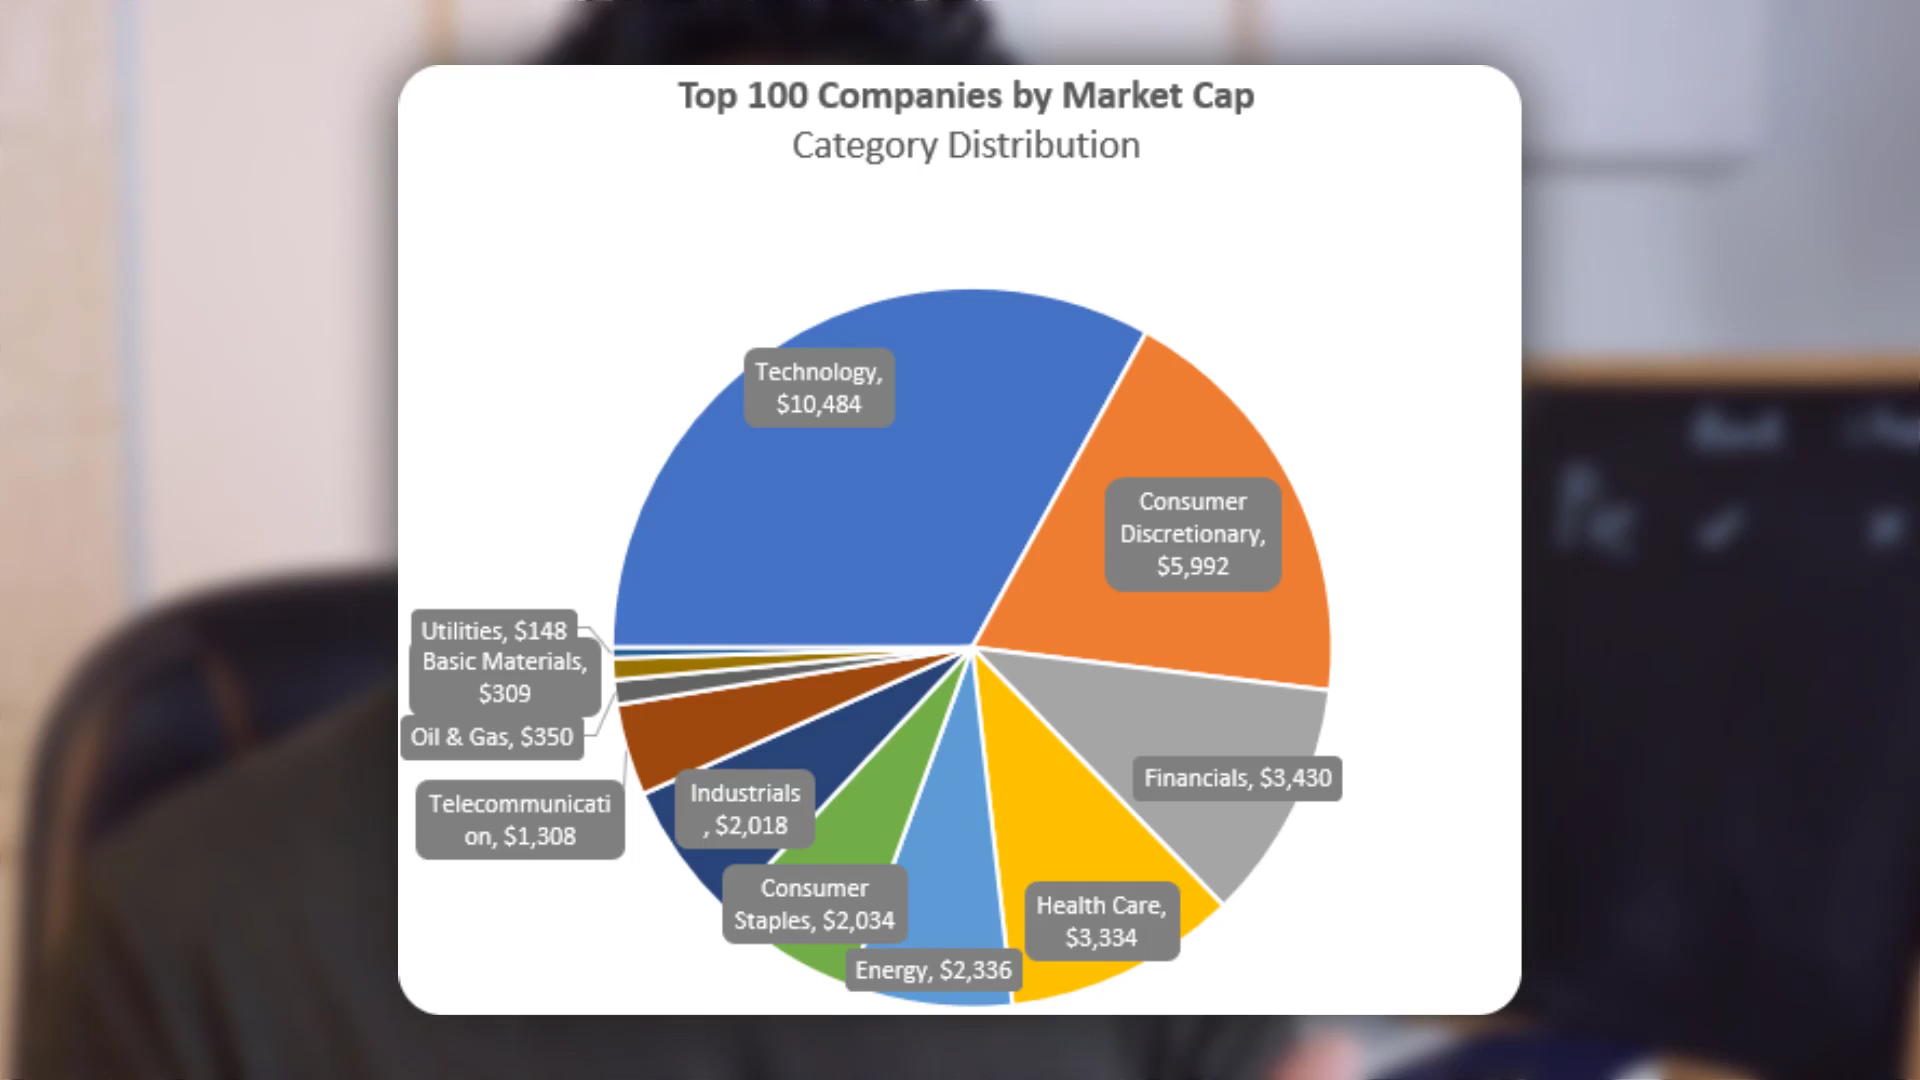 Top 100 Companies by Market Cap
Category Distribution
Technology,
$10,484
Consumer
Discretionary,
$5,992
Utilities, $148
Basic Materials,
$309
Oil & Gas, $350
Financials, $3,430
Telecommunicati
on, $1,308
Industrials
, $2,018
Consumer
Staples, $2,034
Health Care,
$3,334
Energy, $2,336